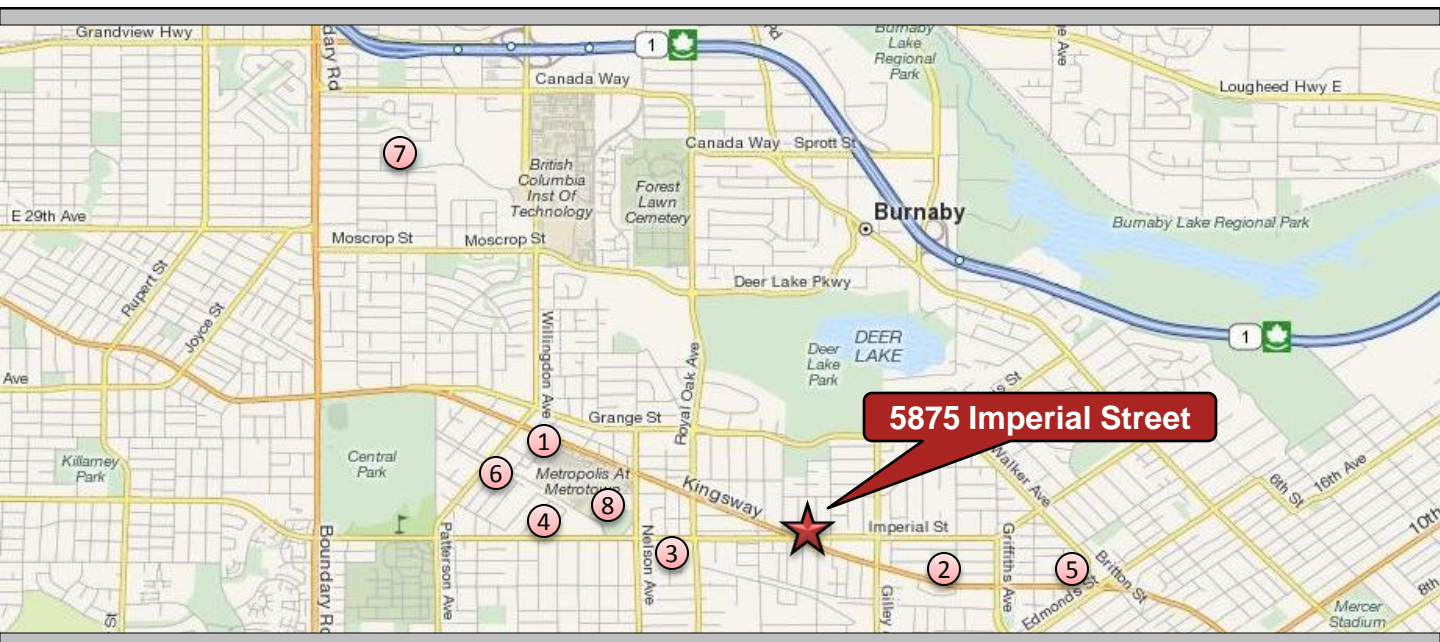 Grandview Hwy
dary Rd
1
Burnaby
Lake
Regional
Park
Lougheed Hwy E
Canada Way
7
British
Columbia
Inst Of
Technology
Forest
Lawn
Cemetery
Canada Way
Sprott St
E 29th Ave
Moscrop St
Moscrop St
Burnaby
Burnaby Lake Regional Park
Rupert St
Joyce St
Deer Lake Pkwy
Willingdon Ave
Royal Oak Ave
Deer
Lake
Park
DEER
LAKE
1
Ave
5875 Imperial Street
Grange St
1
Killarney
Park
Central
Park
6
Metropolis At
Metrotown
8
Kingsway
Walker Ave
6th St
16th Ave
4
Imperial St
10th
Boundary Rd
Patterson Ave
Nelson Ave
3
Gilley
2
Griffiths Ave
5
Britton St
Edmonds St
8th
Mercer
Stadium
St